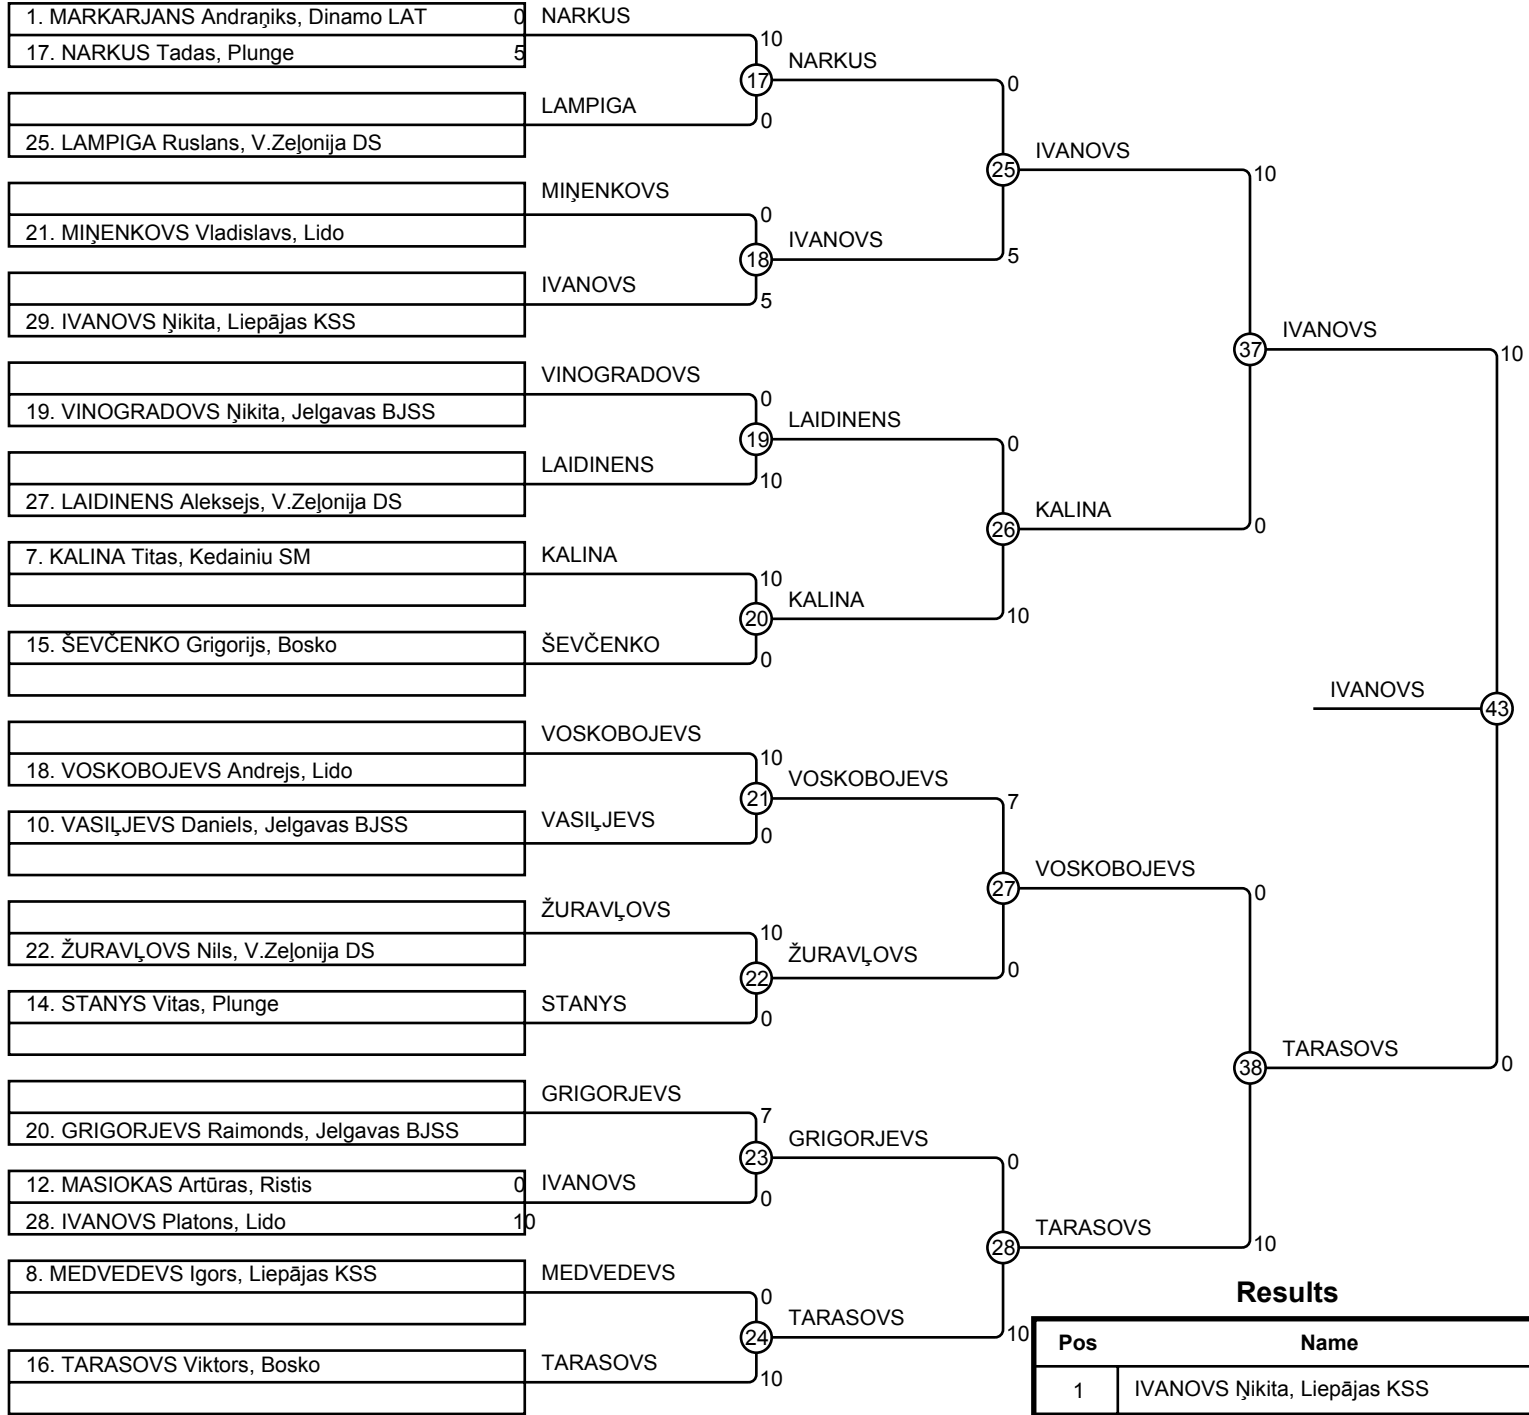 1. MARKARJANS Andraņiks, Dinamo LAT 0
17. NARKUS Tadas, Plunge 5
25. LAMPIGA Ruslans, V.Zeļonija DS
21. MIŅENKOVS Vladislavs, Lido
29. IVANOVS Ņikita, Liepājas KSS
19. VINOGRADOVS Ņikita, Jelgavas BJSS
27. LAIDINENS Aleksejs, V.Zeļonija DS
7. KALINA Titas, Kedainiu SM
15. ŠEVČENKO Grigorijs, Bosko
18. VOSKOBOJEVS Andrejs, Lido
10. VASIĻJEVS Daniels, Jelgavas BJSS
22. ŽURAVĻOVS Nils, V.Zeļonija DS
14. STANYS Vitas, Plunge
20. GRIGORJEVS Raimonds, Jelgavas BJSS
12. MASIOKAS Artūras, Ristis 0
28. IVANOVS Platons, Lido 10
8. MEDVEDEVS Igors, Liepājas KSS
16. TARASOVS Viktors, Bosko
NARKUS
10
17
LAMPIGA
0
MIŅENKOVS
0
18
IVANOVS
5
VINOGRADOVS
0
19
LAIDINENS
10
KALINA
10
20
ŠEVČENKO
0
VOSKOBOJEVS
10
21
VASIĻJEVS
0
ŽURAVĻOVS
10
22
STANYS
0
GRIGORJEVS
7
23
IVANOVS
0
MEDVEDEVS
0
24
TARASOVS
10
NARKUS
0
25
IVANOVS
5
LAIDINENS
0
26
KALINA
10
VOSKOBOJEVS
7
27
ŽURAVĻOVS
0
GRIGORJEVS
0
28
TARASOVS
10
IVANOVS
10
37
KALINA
0
VOSKOBOJEVS
0
38
TARASOVS
10
IVANOVS
10
IVANOVS
43
TARASOVS
0
Results
Pos Name
1 IVANOVS Ņikita, Liepājas KSS